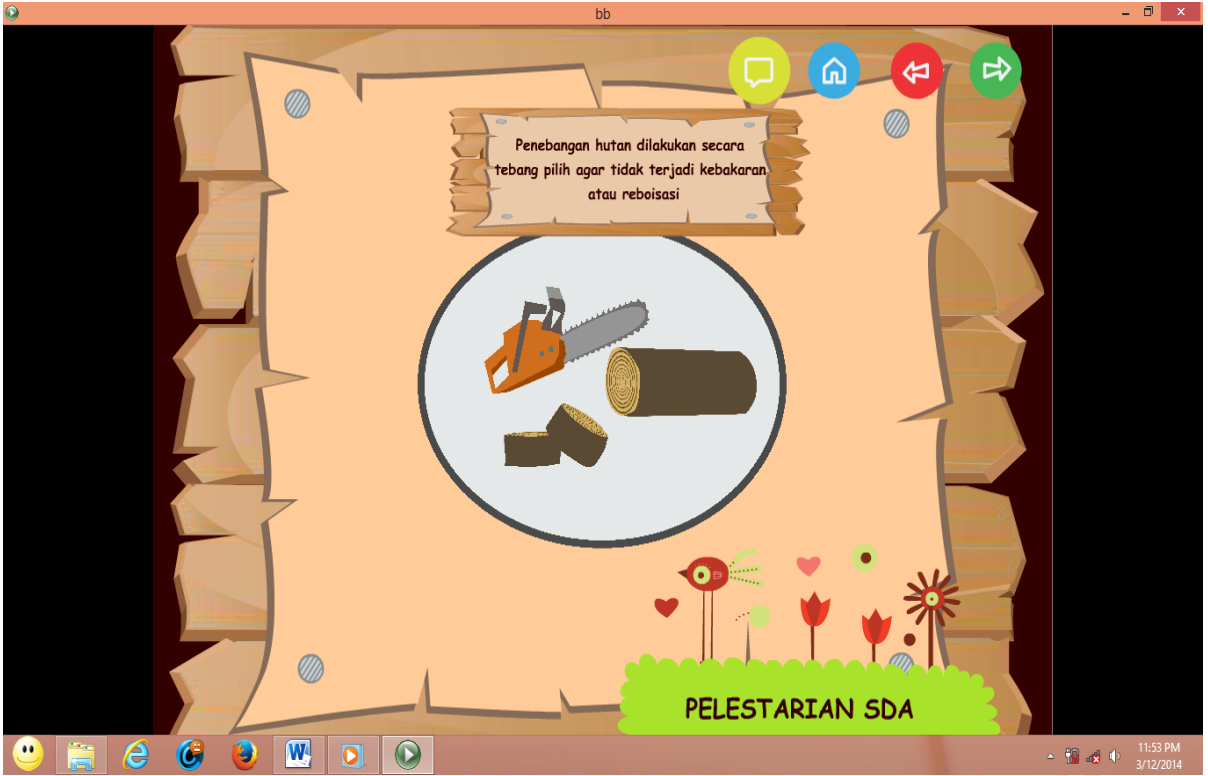 bb
Penebangan hutan dilakukan secara
tebang pilih agar tidak terjadi kebakaran
atau reboisasi
PELESTARIAN SDA
11:53 PM
3/12/2014